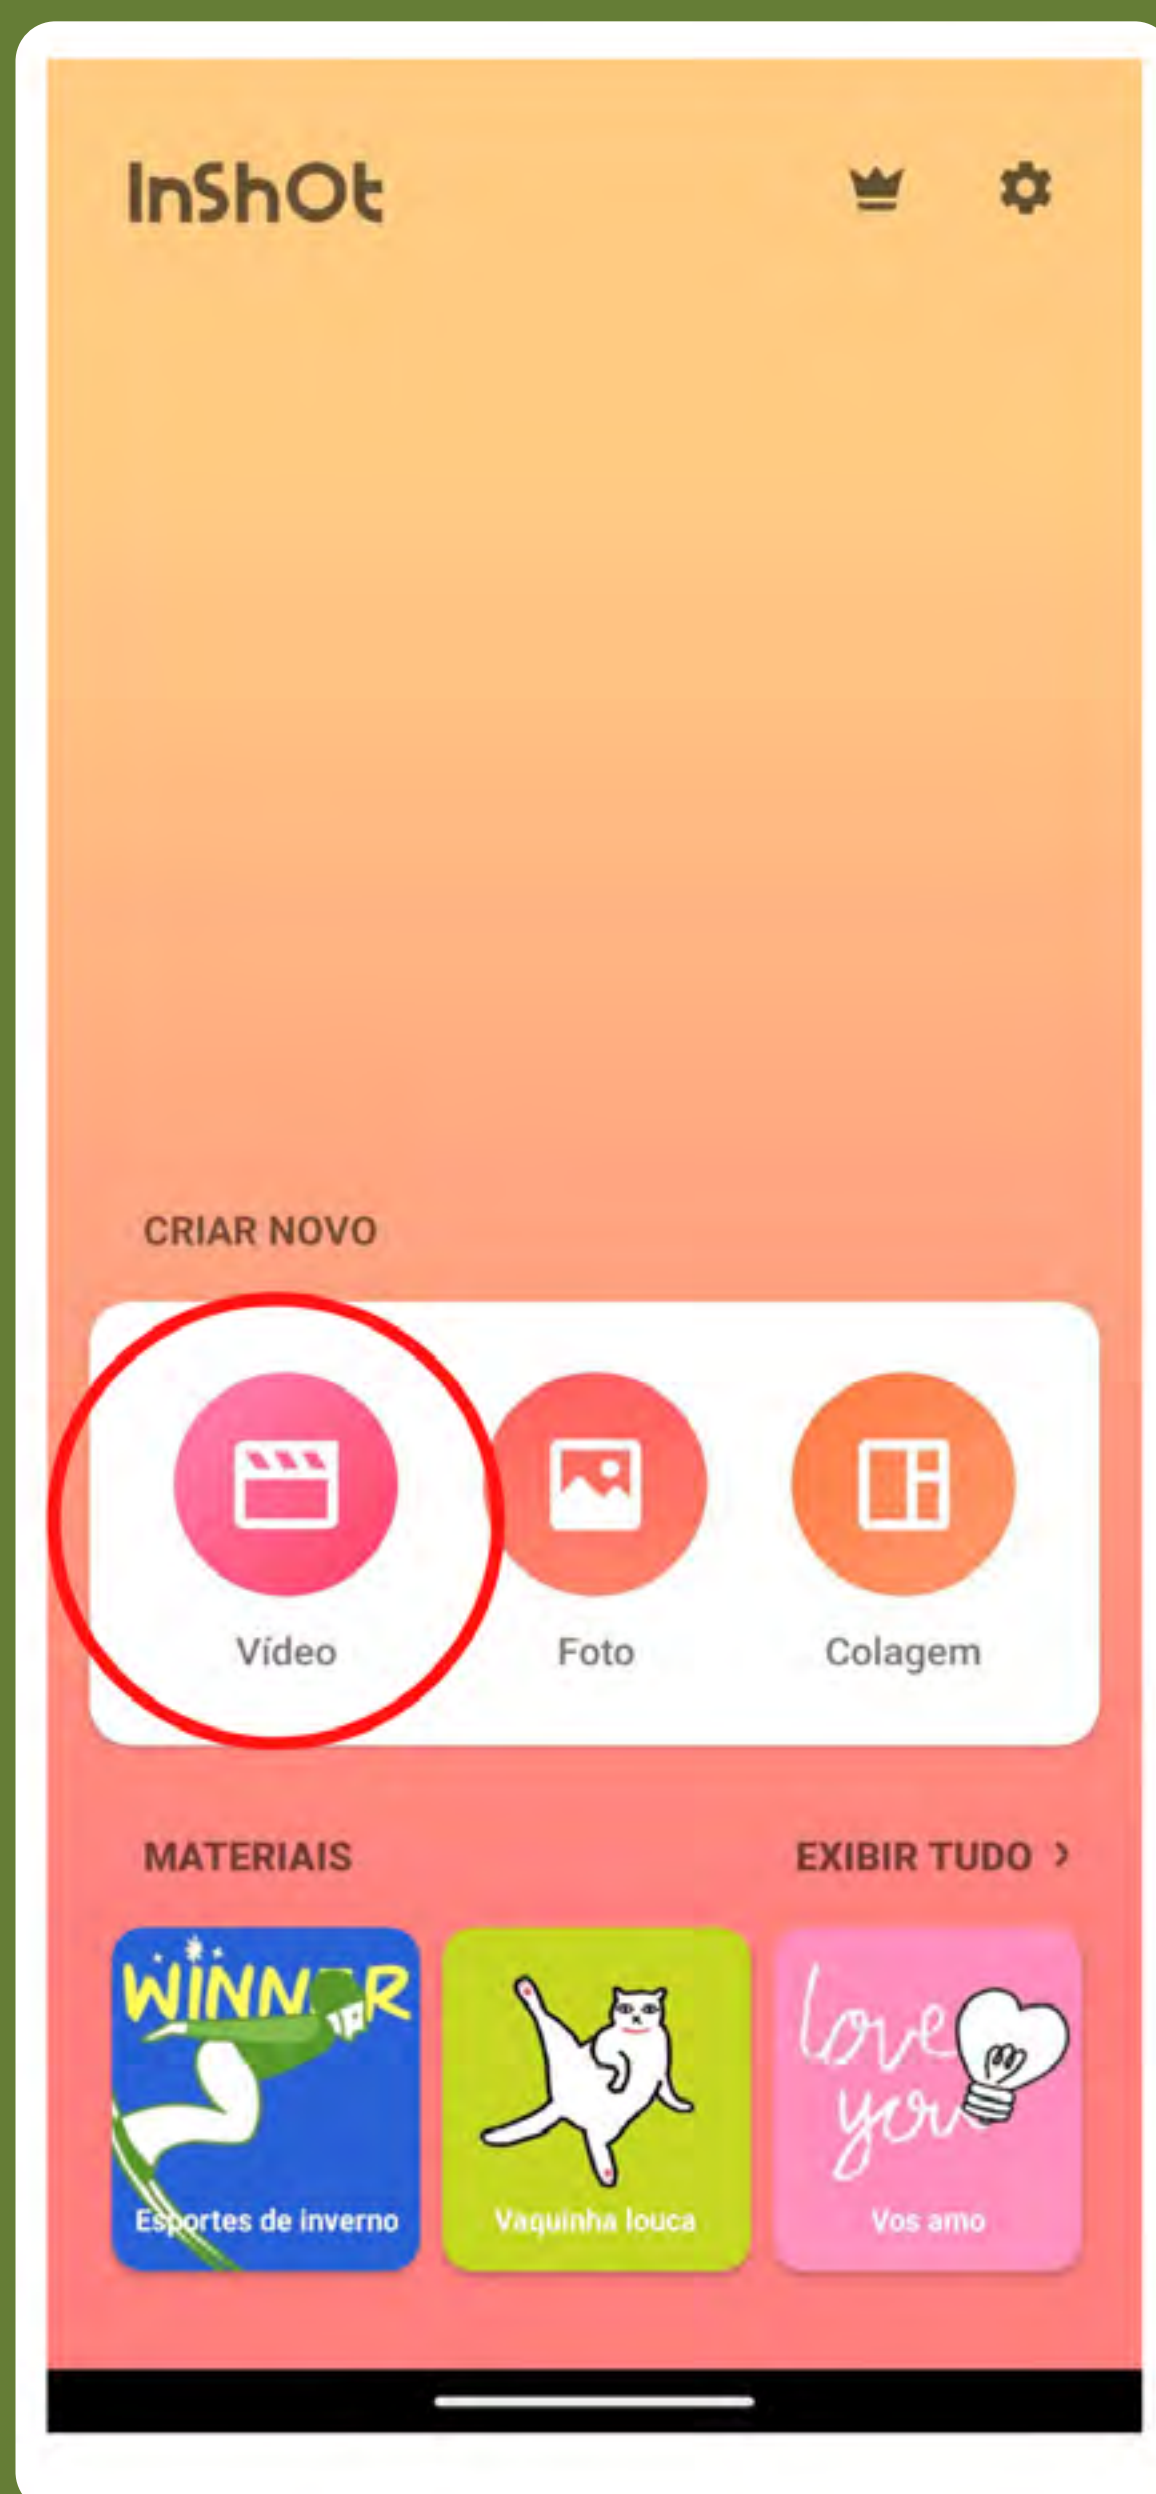 InShOt
CRIAR NOVO
Vídeo Foto Colagem
MATERIAIS EXIBIR TUDO >
WINNER
love
you
Esportes de inverno Vaquinha louca Vos amo